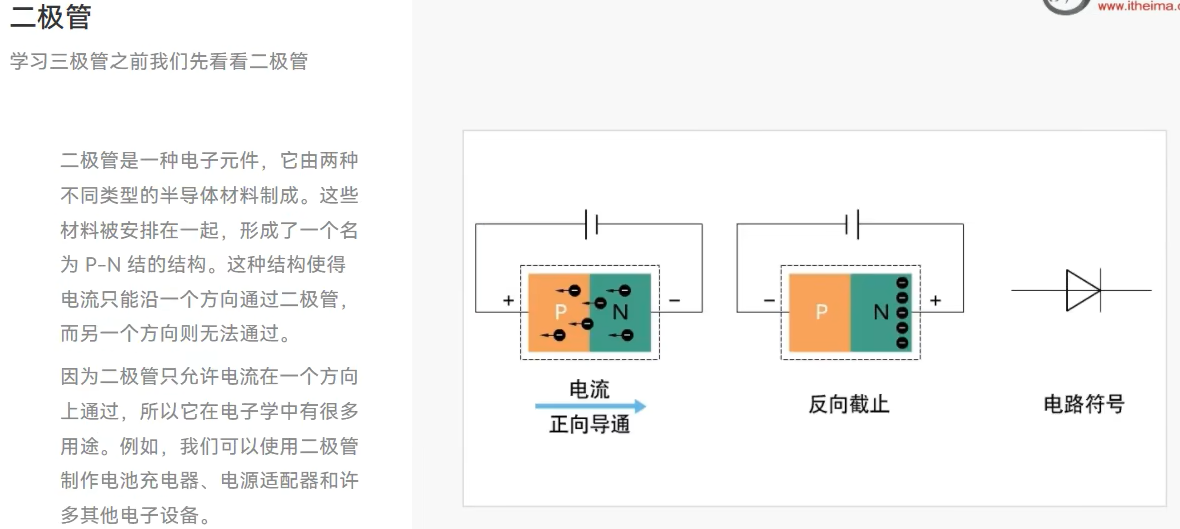 二极管
www.itheima.c
学习三极管之前我们先看看二极管
二极管是一种电子元件，它由两种
不同类型的半导体材料制成。这些
材料被安排在一起，形成了一个名
为 P-N 结的结构。这种结构使得
电流只能沿一个方向通过二极管，
而另一个方向则无法通过。
因为二极管只允许电流在一个方向
上通过，所以它在电子学中有很多
用途。例如，我们可以使用二极管
制作电池充电器、电源适配器和许
多其他电子设备。
+ P N −
− P N +
电流
正向导通
反向截止
电路符号